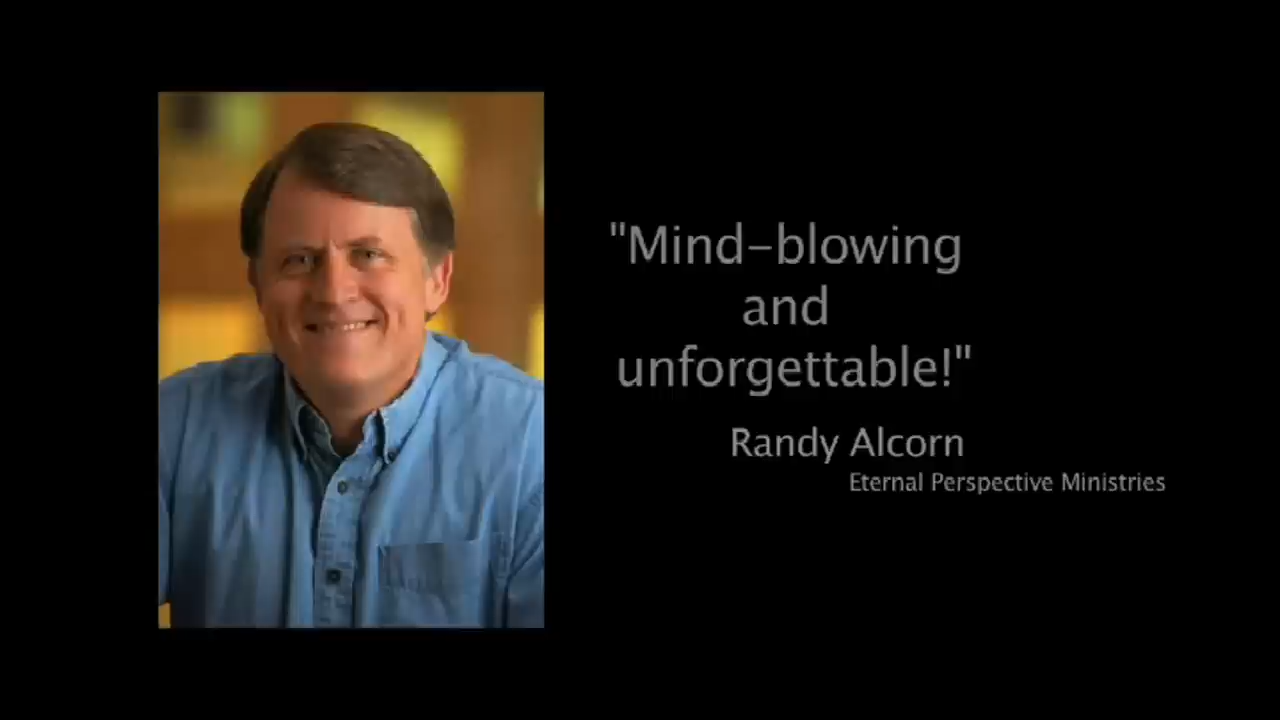 "Mind-blowing
and
unforgettable!"
Randy Alcorn
Eternal Perspective Ministries